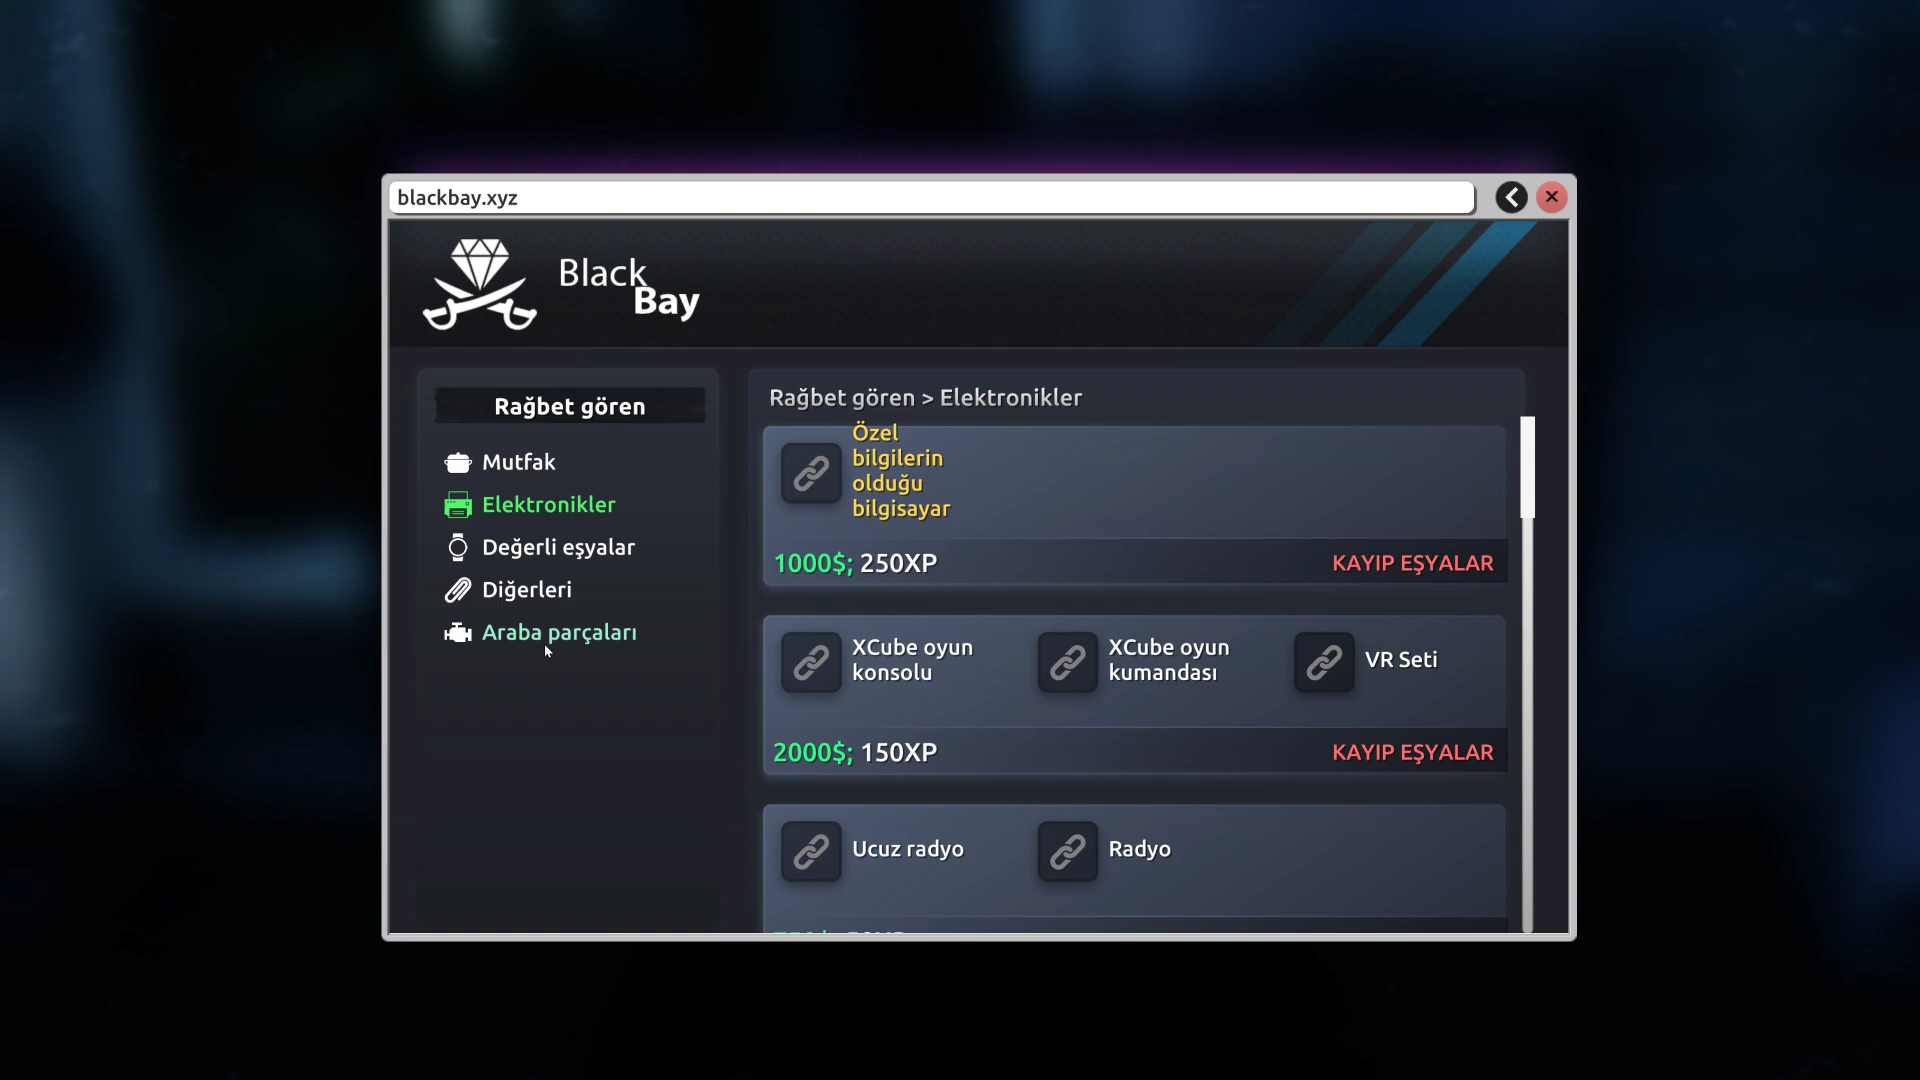 blackbay.xyz
Black
Bay
Rağbet gören
Mutfak
Elektronikler
Değerli eşyalar
Diğerleri
Araba parçaları
Rağbet gören > Elektronikler
Özel
bilgilerin
olduğu
bilgisayar
1000$; 250XP
KAYIP EŞYALAR
XCube oyun
konsolu
XCube oyun
kumandası
VR Seti
2000$; 150XP
KAYIP EŞYALAR
Ucuz radyo
Radyo